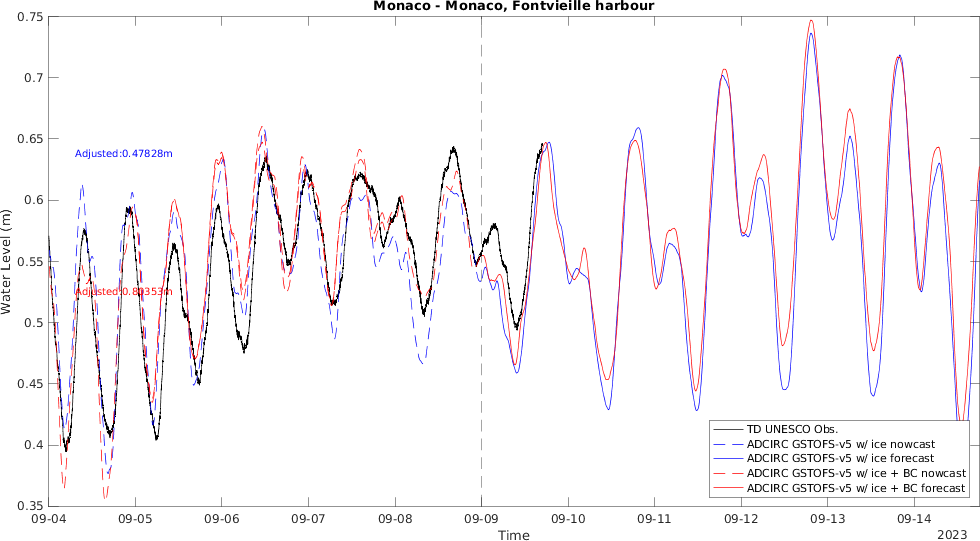 Monaco - Monaco, Fontvieille harbour
0.75
0.7
0.65
0.6
0.55
0.5
0.45
0.4
0.35
Water Level (m)
Adjusted:0.47828m
TD UNESCO Obs.
ADCIRC GSTOFS-v5 w/ ice nowcast
ADCIRC GSTOFS-v5 w/ ice forecast
ADCIRC GSTOFS-v5 w/ ice + BC nowcast
ADCIRC GSTOFS-v5 w/ ice + BC forecast
09-04 09-05 09-06 09-07 09-08 09-09 09-10 09-11 09-12 09-13 09-14
Time
2023